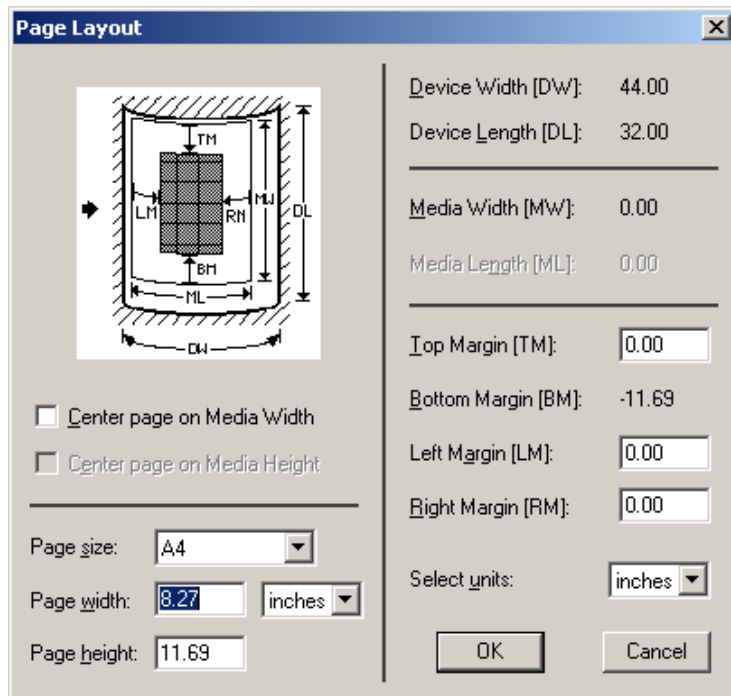 Page Layout
TM
LM
RM
MW
DL
BM
ML
DW
Center page on Media Width
Center page on Media Height
Page size: A4
Page width: 8.27 inches
Page height: 11.69
Device Width [DW]: 44.00
Device Length [DL]: 32.00
Media Width [MW]: 0.00
Media Length [ML]: 0.00
Top Margin [TM]: 0.00
Bottom Margin [BM]: -11.69
Left Margin [LM]: 0.00
Right Margin [RM]: 0.00
Select units: inches
OK Cancel